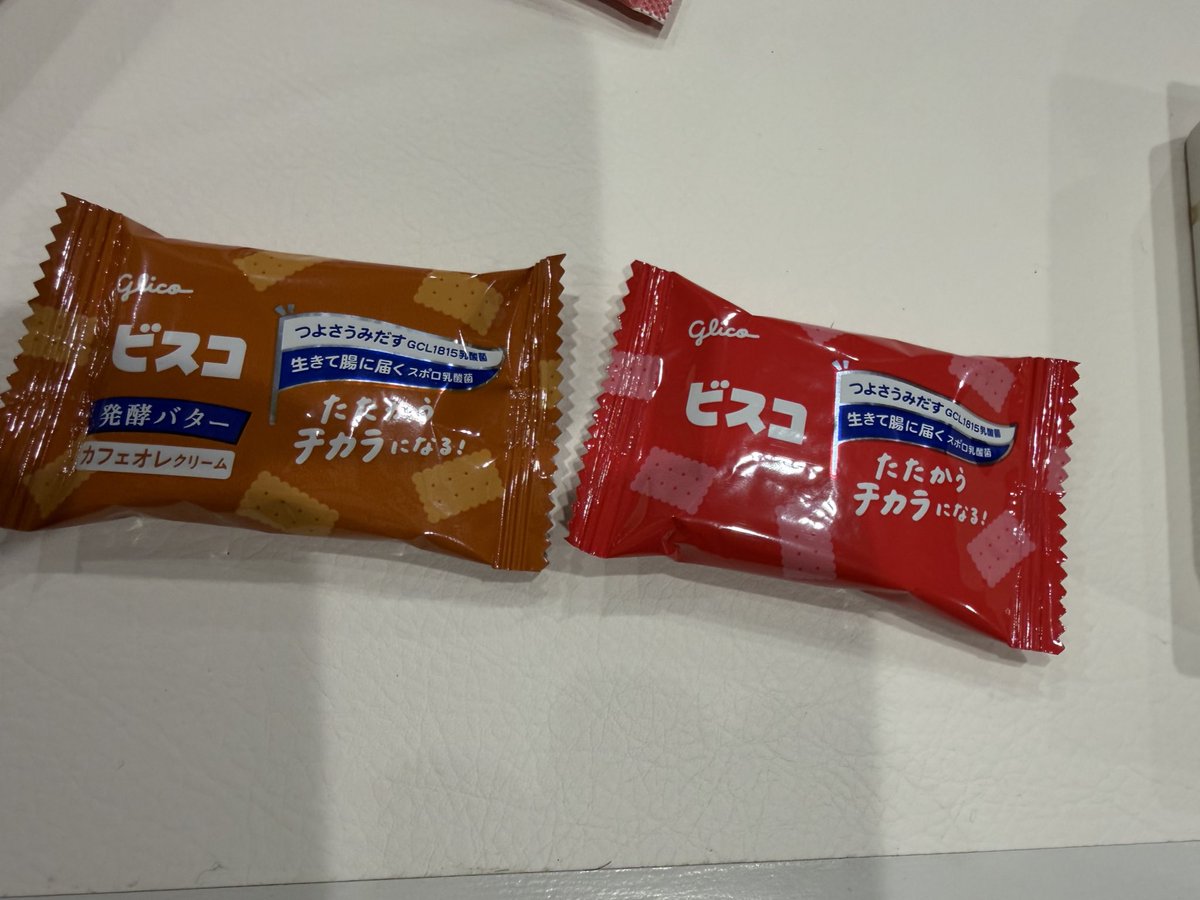 Glico
ビスコ
発酵バター
カフェオレクリーム
つよさうみだす GCL1815乳酸菌
生きて腸に届く スポロ乳酸菌
たたかう
チカラになる!
Glico
ビスコ
つよさうみだす GCL1815乳酸菌
生きて腸に届く スポロ乳酸菌
たたかう
チカラになる!